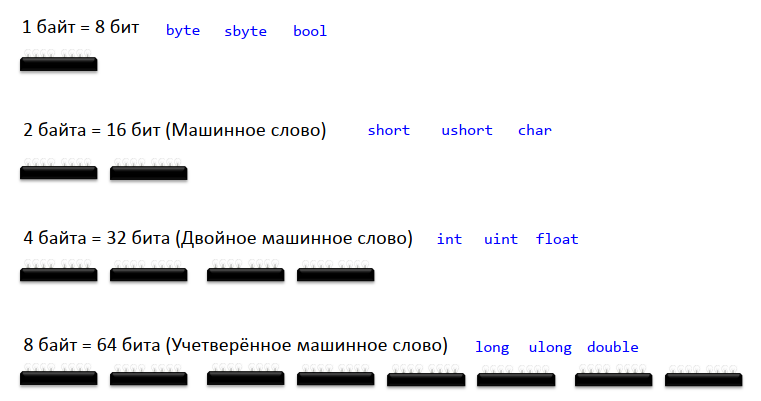 1 байт = 8 бит byte sbyte bool
2 байта = 16 бит (Машинное слово) short ushort char
4 байта = 32 бита (Двойное машинное слово) int uint float
8 байт = 64 бита (Учетверённое машинное слово) long ulong double